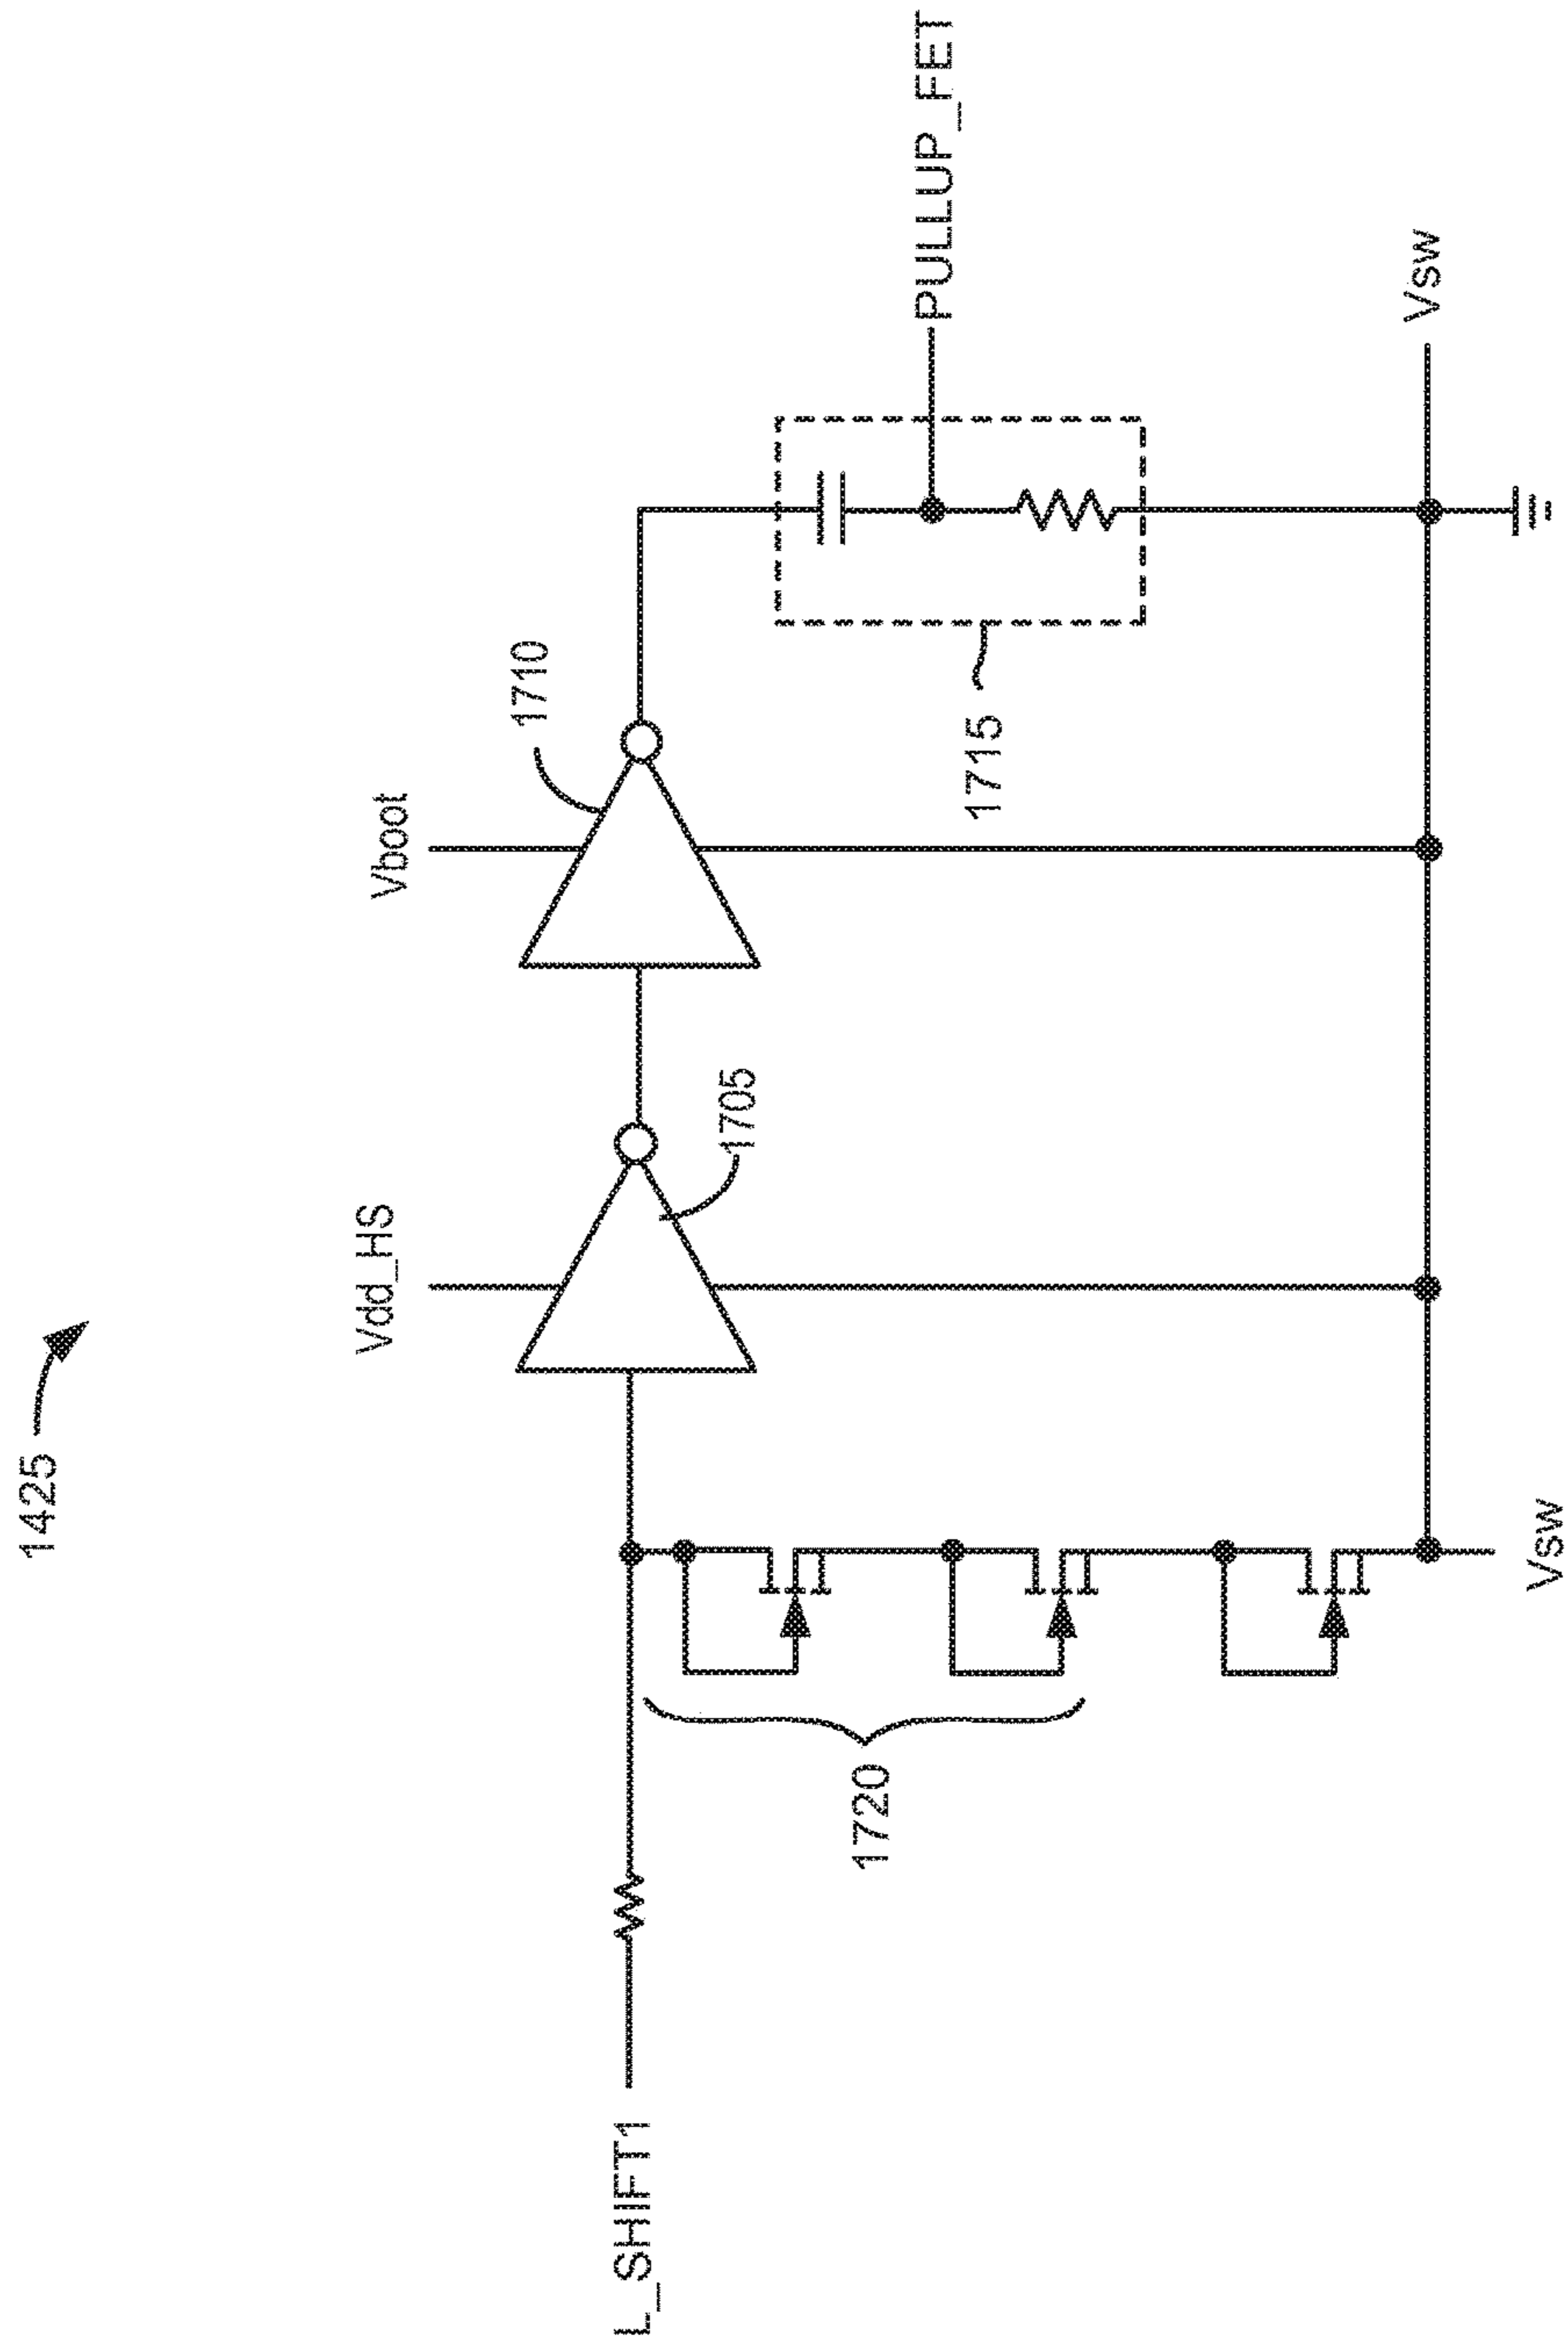 1425
Vdd_HS
Vboot
1710
1705
L_SHIFT1
1720
1715
PULLUP_FET
Vsw
Vsw